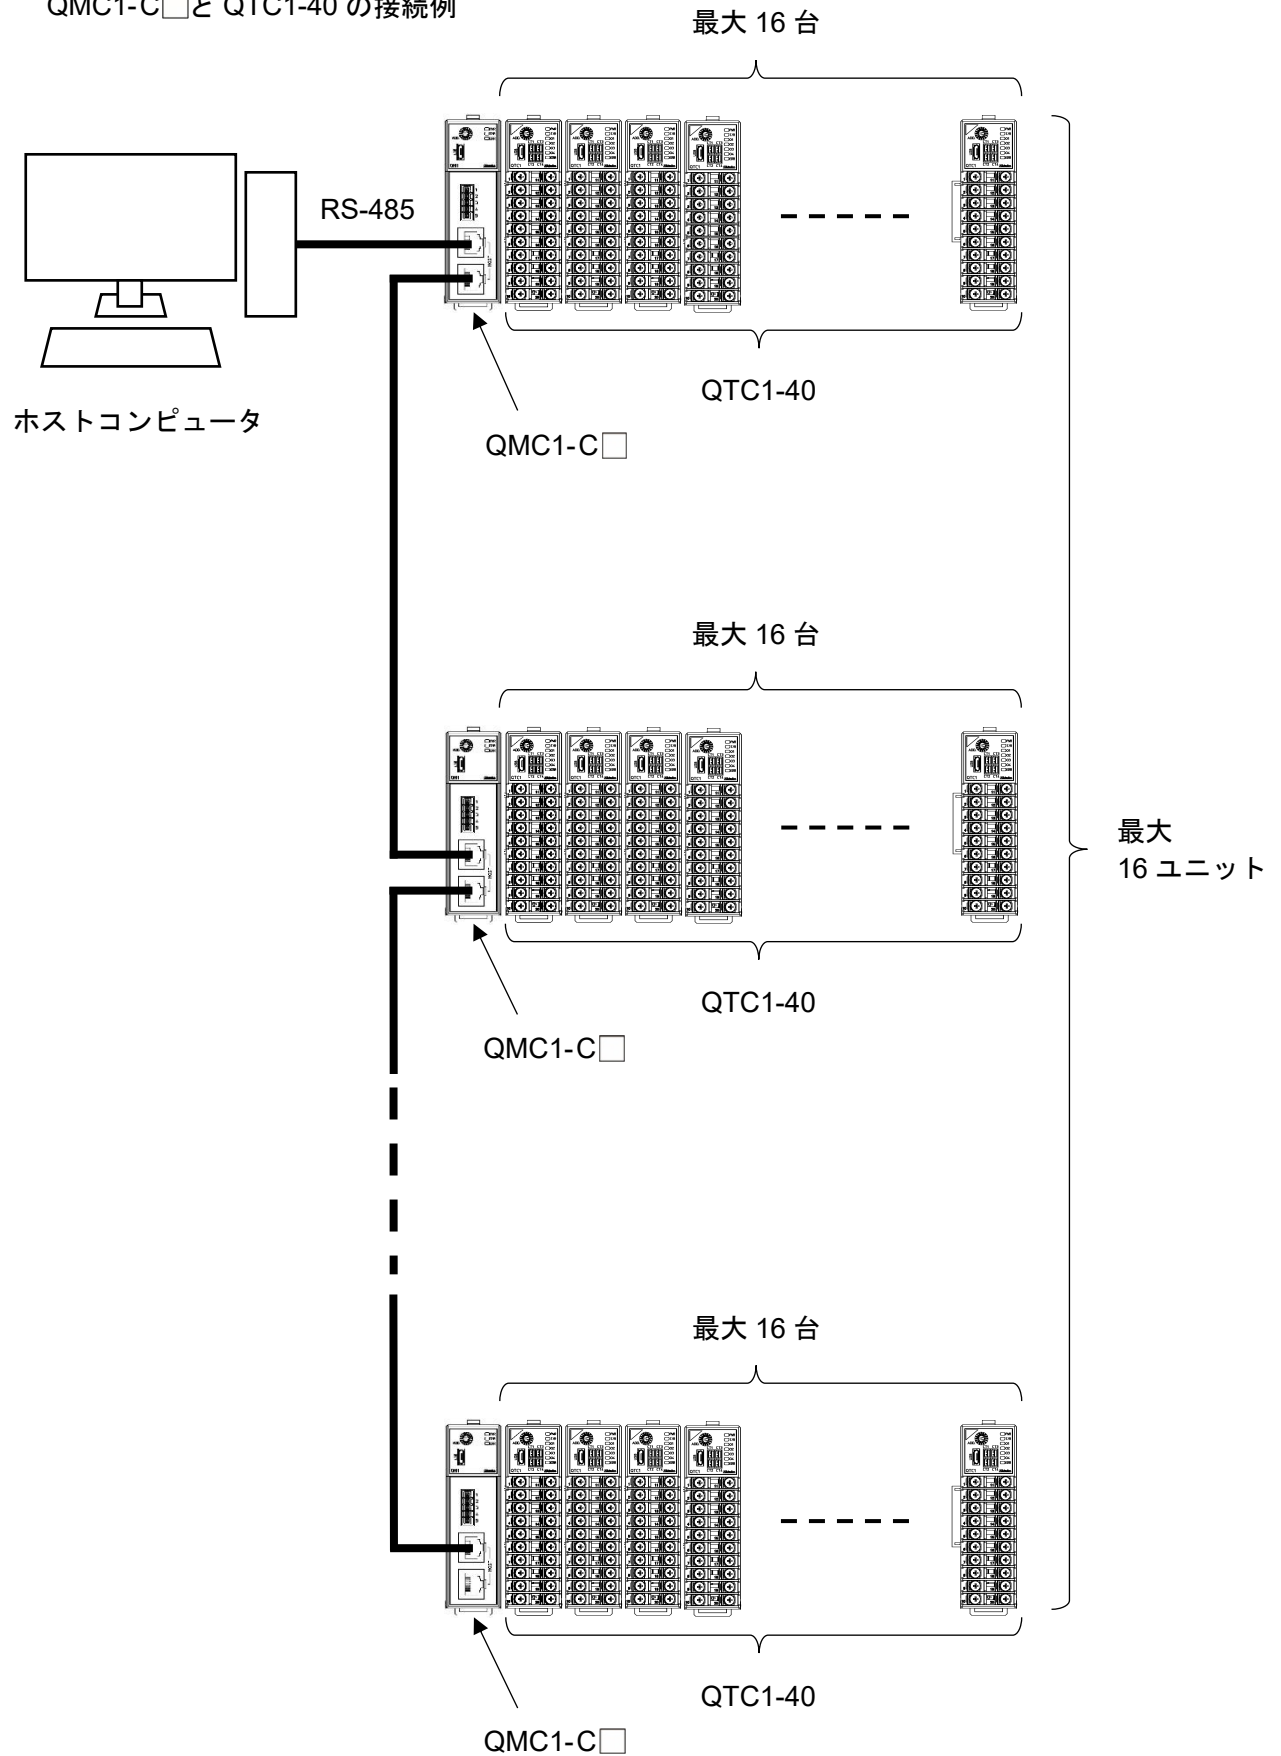 QMC1-C□と QTC1-40 の接続例
最大 16 台
RS-485
QTC1-40
ホストコンピュータ
QMC1-C□
最大 16 台
最大
16 ユニット
QTC1-40
QMC1-C□
最大 16 台
QTC1-40
QMC1-C□